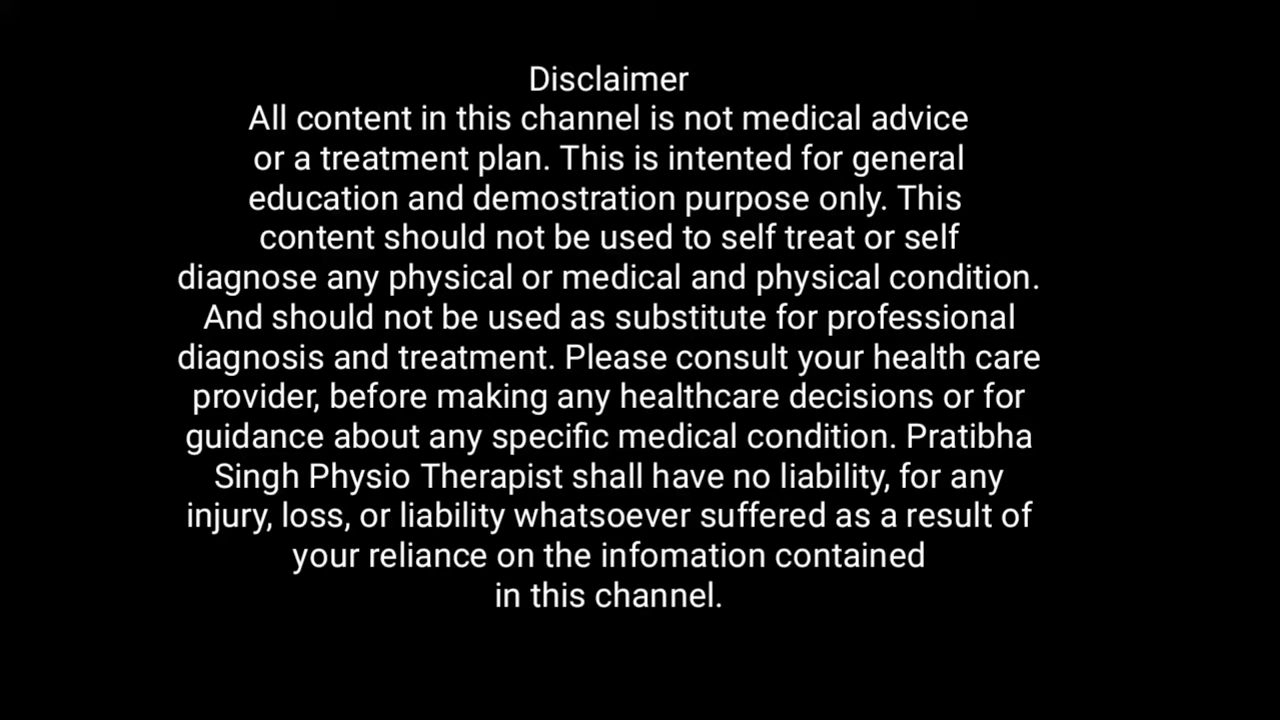 Disclaimer
All content in this channel is not medical advice
or a treatment plan. This is intented for general
education and demostration purpose only. This
content should not be used to self treat or self
diagnose any physical or medical and physical condition.
And should not be used as substitute for professional
diagnosis and treatment. Please consult your health care
provider, before making any healthcare decisions or for
guidance about any specific medical condition. Pratibha
Singh Physio Therapist shall have no liability, for any
injury, loss, or liability whatsoever suffered as a result of
your reliance on the infomation contained
in this channel.